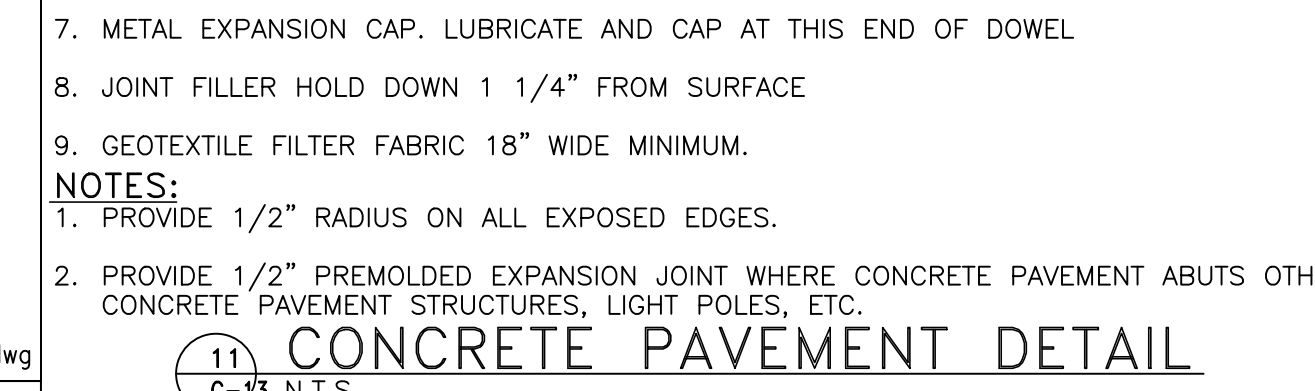 7. METAL EXPANSION CAP. LUBRICATE AND CAP AT THIS END OF DOWEL
8. JOINT FILLER HOLD DOWN 1 1/4” FROM SURFACE
9. GEOTEXTILE FILTER FABRIC 18” WIDE MINIMUM.
NOTES:
1. PROVIDE 1/2” RADIUS ON ALL EXPOSED EDGES.
2. PROVIDE 1/2” PREMOLDED EXPANSION JOINT WHERE CONCRETE PAVEMENT ABUTS OTH
CONCRETE PAVEMENT STRUCTURES, LIGHT POLES, ETC.
11 CONCRETE PAVEMENT DETAIL
C-13 N.T.S.
dwg